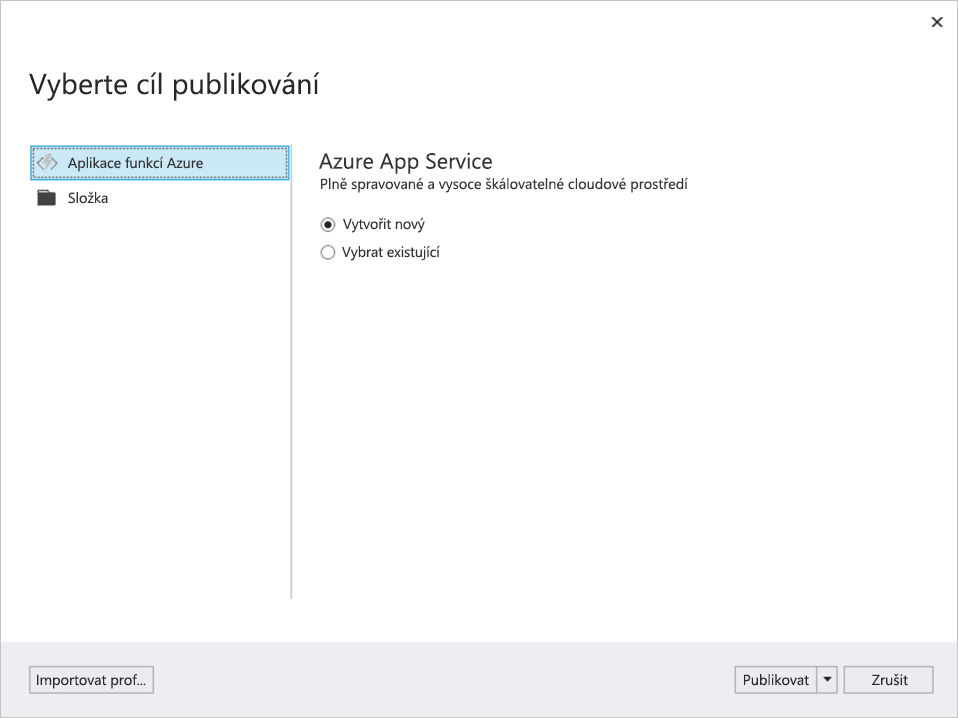 Vyberte cíl publikování
Aplikace funkcí Azure
Složka
Azure App Service
Plně spravované a vysoce škálovatelné cloudové prostředí
Vytvořit nový
Vybrat existující
Importovat prof...
Publikovat
Zrušit